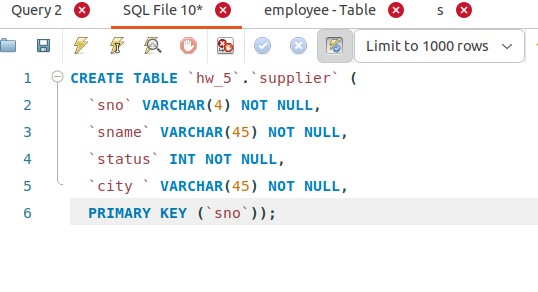 Query 2 SQL File 10* employee - Table s
Limit to 1000 rows
1 CREATE TABLE `hw_5`.`supplier` (
2 `sno` VARCHAR(4) NOT NULL,
3 `sname` VARCHAR(45) NOT NULL,
4 `status` INT NOT NULL,
5 `city ` VARCHAR(45) NOT NULL,
6 PRIMARY KEY (`sno`));